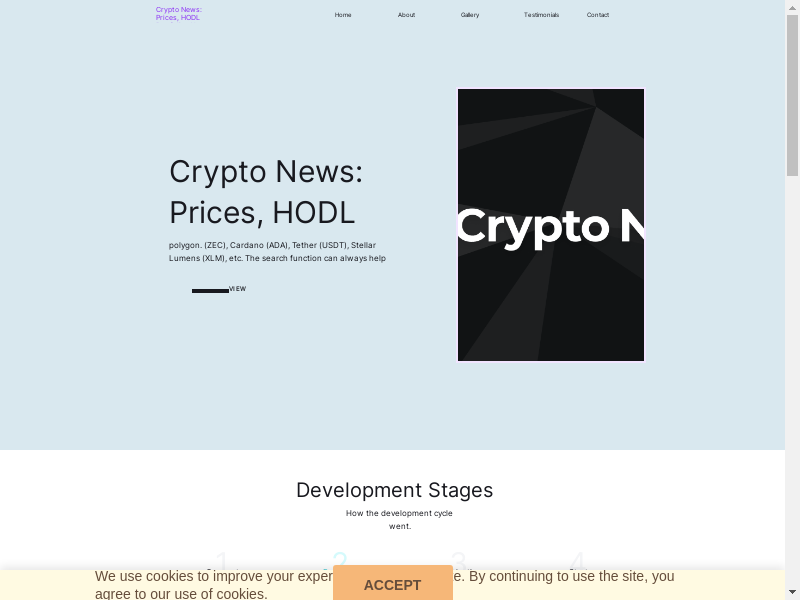 Crypto News:
Prices, HODL
Home
About
Gallery
Testimonials
Contact
Crypto News:
Prices, HODL
polygon. (ZEC), Cardano (ADA), Tether (USDT), Stellar
Lumens (XLM), etc. The search function can always help
VIEW
Crypto N
Development Stages
How the development cycle
went.
1
2
3
4
We use cookies to improve your exper
e. By continuing to use the site, you
agree to our use of cookies.
ACCEPT